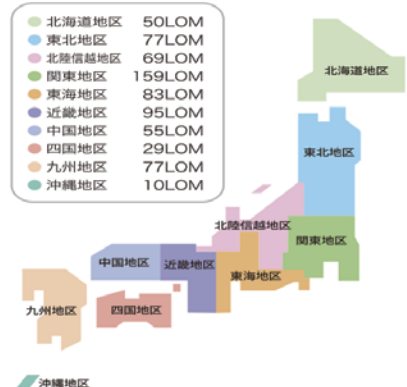 北海道地区 50LOM
東北地区 77LOM
北陸信越地区 69LOM
関東地区 159LOM
東海地区 83LOM
近畿地区 95LOM
中国地区 55LOM
四国地区 29LOM
九州地区 77LOM
沖縄地区 10LOM
北海道地区
東北地区
北陸信越地区
関東地区
中国地区
近畿地区
東海地区
九州地区
四国地区
沖縄地区